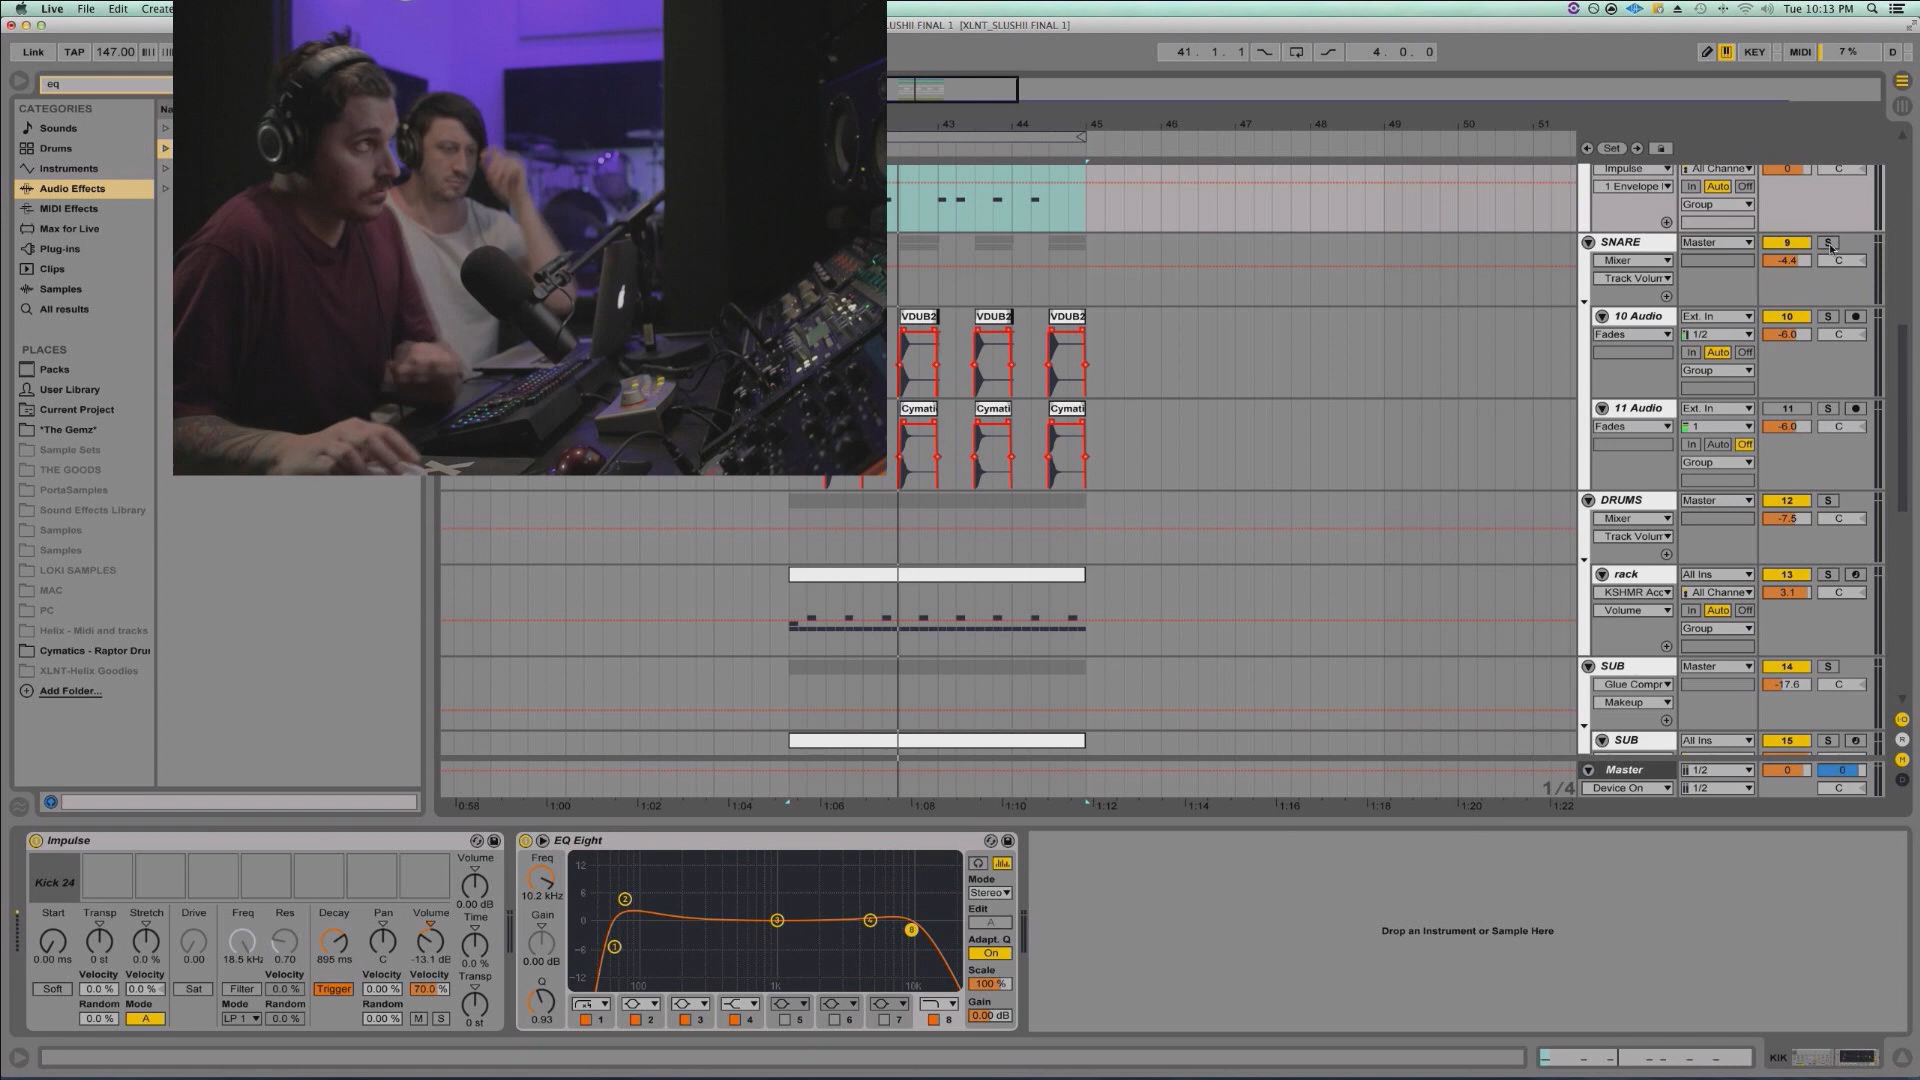 Live File Edit Create
Tue 10:13 PM
SLUSHII FINAL 1 [XLNT_SLUSHII FINAL 1]
Link TAP 147.00
41. 1. 1
4. 0. 0
KEY MIDI 7 % D
eq
CATEGORIES
Na
Sounds
Drums
Instruments
Audio Effects
MIDI Effects
Max for Live
Plug-ins
Clips
Samples
All results
PLACES
Packs
User Library
Current Project
*The Gemz*
Sample Sets
THE GOODS
PortaSamples
Sound Effects Library
Samples
Samples
LOKI SAMPLES
MAC
PC
Helix - Midi and tracks
Cymatics - Raptor Dru
XLNT-Helix Goodies
Add Folder...
43 44 45 46 47 48 49 50 51
Set
Impulse All Channe 0 C
1 Envelope In Auto Off
Group
SNARE Master 9 S
Mixer -4.4 C
Track Volum
VDUB2 VDUB2 VDUB2
10 Audio Ext. In 10 S
Fades 1/2 -6.0 C
In Auto Off
Group
Cymati Cymati Cymati
11 Audio Ext. In 11 S
Fades 1 -6.0 C
In Auto Off
Group
DRUMS Master 12 S
Mixer -7.5 C
Track Volum
rack All Ins 13 S
KSHMR Acc All Channe 3.1 C
Volume In Auto Off
Group
SUB Master 14 S
Glue Compr -17.6 C
Makeup
SUB All Ins 15 S
Master 1/2 0 0
Device On 1/2 C
1/4
0:58 1:00 1:02 1:04 1:06 1:08 1:10 1:12 1:14 1:16 1:18 1:20 1:22
Impulse
Kick 24
Start Transp Stretch Drive Freq Res Decay Pan Volume
0.00 ms 0 st 0.0 % 0.00 18.5 kHz 0.70 895 ms C -13.1 dB
Velocity Velocity Velocity Velocity Velocity
Soft 0.0 % 0.0 % Sat Filter 0.0 % Trigger 0.00 % 70.0 %
Random Mode Mode Random Random
0.0 % A LP 1 0.0 % 0.00 % M S
Volume
0.00 dB
Time
0.0 %
Transp
0 st
EQ Eight
Freq
10.2 kHz
Gain
0.00 dB
Q
0.93
12
6
0
-6
-12
100 1K 10K
1 2 3 4 8
1 2 3 4 5 6 7 8
Mode
Stereo
Edit
A
Adapt. Q
On
Scale
100 %
Gain
0.00 dB
Drop an Instrument or Sample Here
KIK